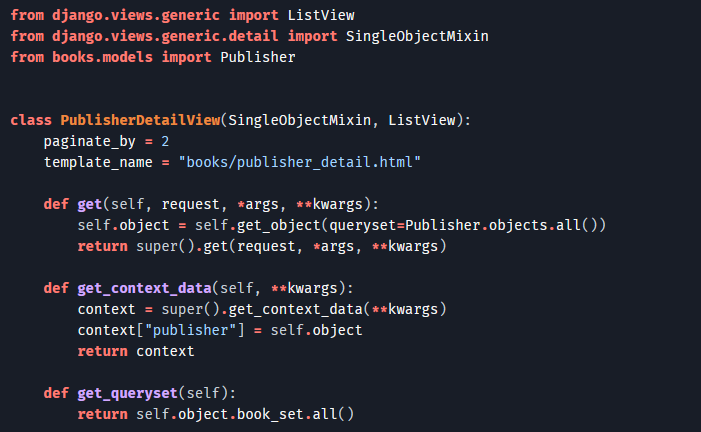 from django.views.generic import ListView
from django.views.generic.detail import SingleObjectMixin
from books.models import Publisher


class PublisherDetailView(SingleObjectMixin, ListView):
    paginate_by = 2
    template_name = "books/publisher_detail.html"

    def get(self, request, *args, **kwargs):
        self.object = self.get_object(queryset=Publisher.objects.all())
        return super().get(request, *args, **kwargs)

    def get_context_data(self, **kwargs):
        context = super().get_context_data(**kwargs)
        context["publisher"] = self.object
        return context

    def get_queryset(self):
        return self.object.book_set.all()